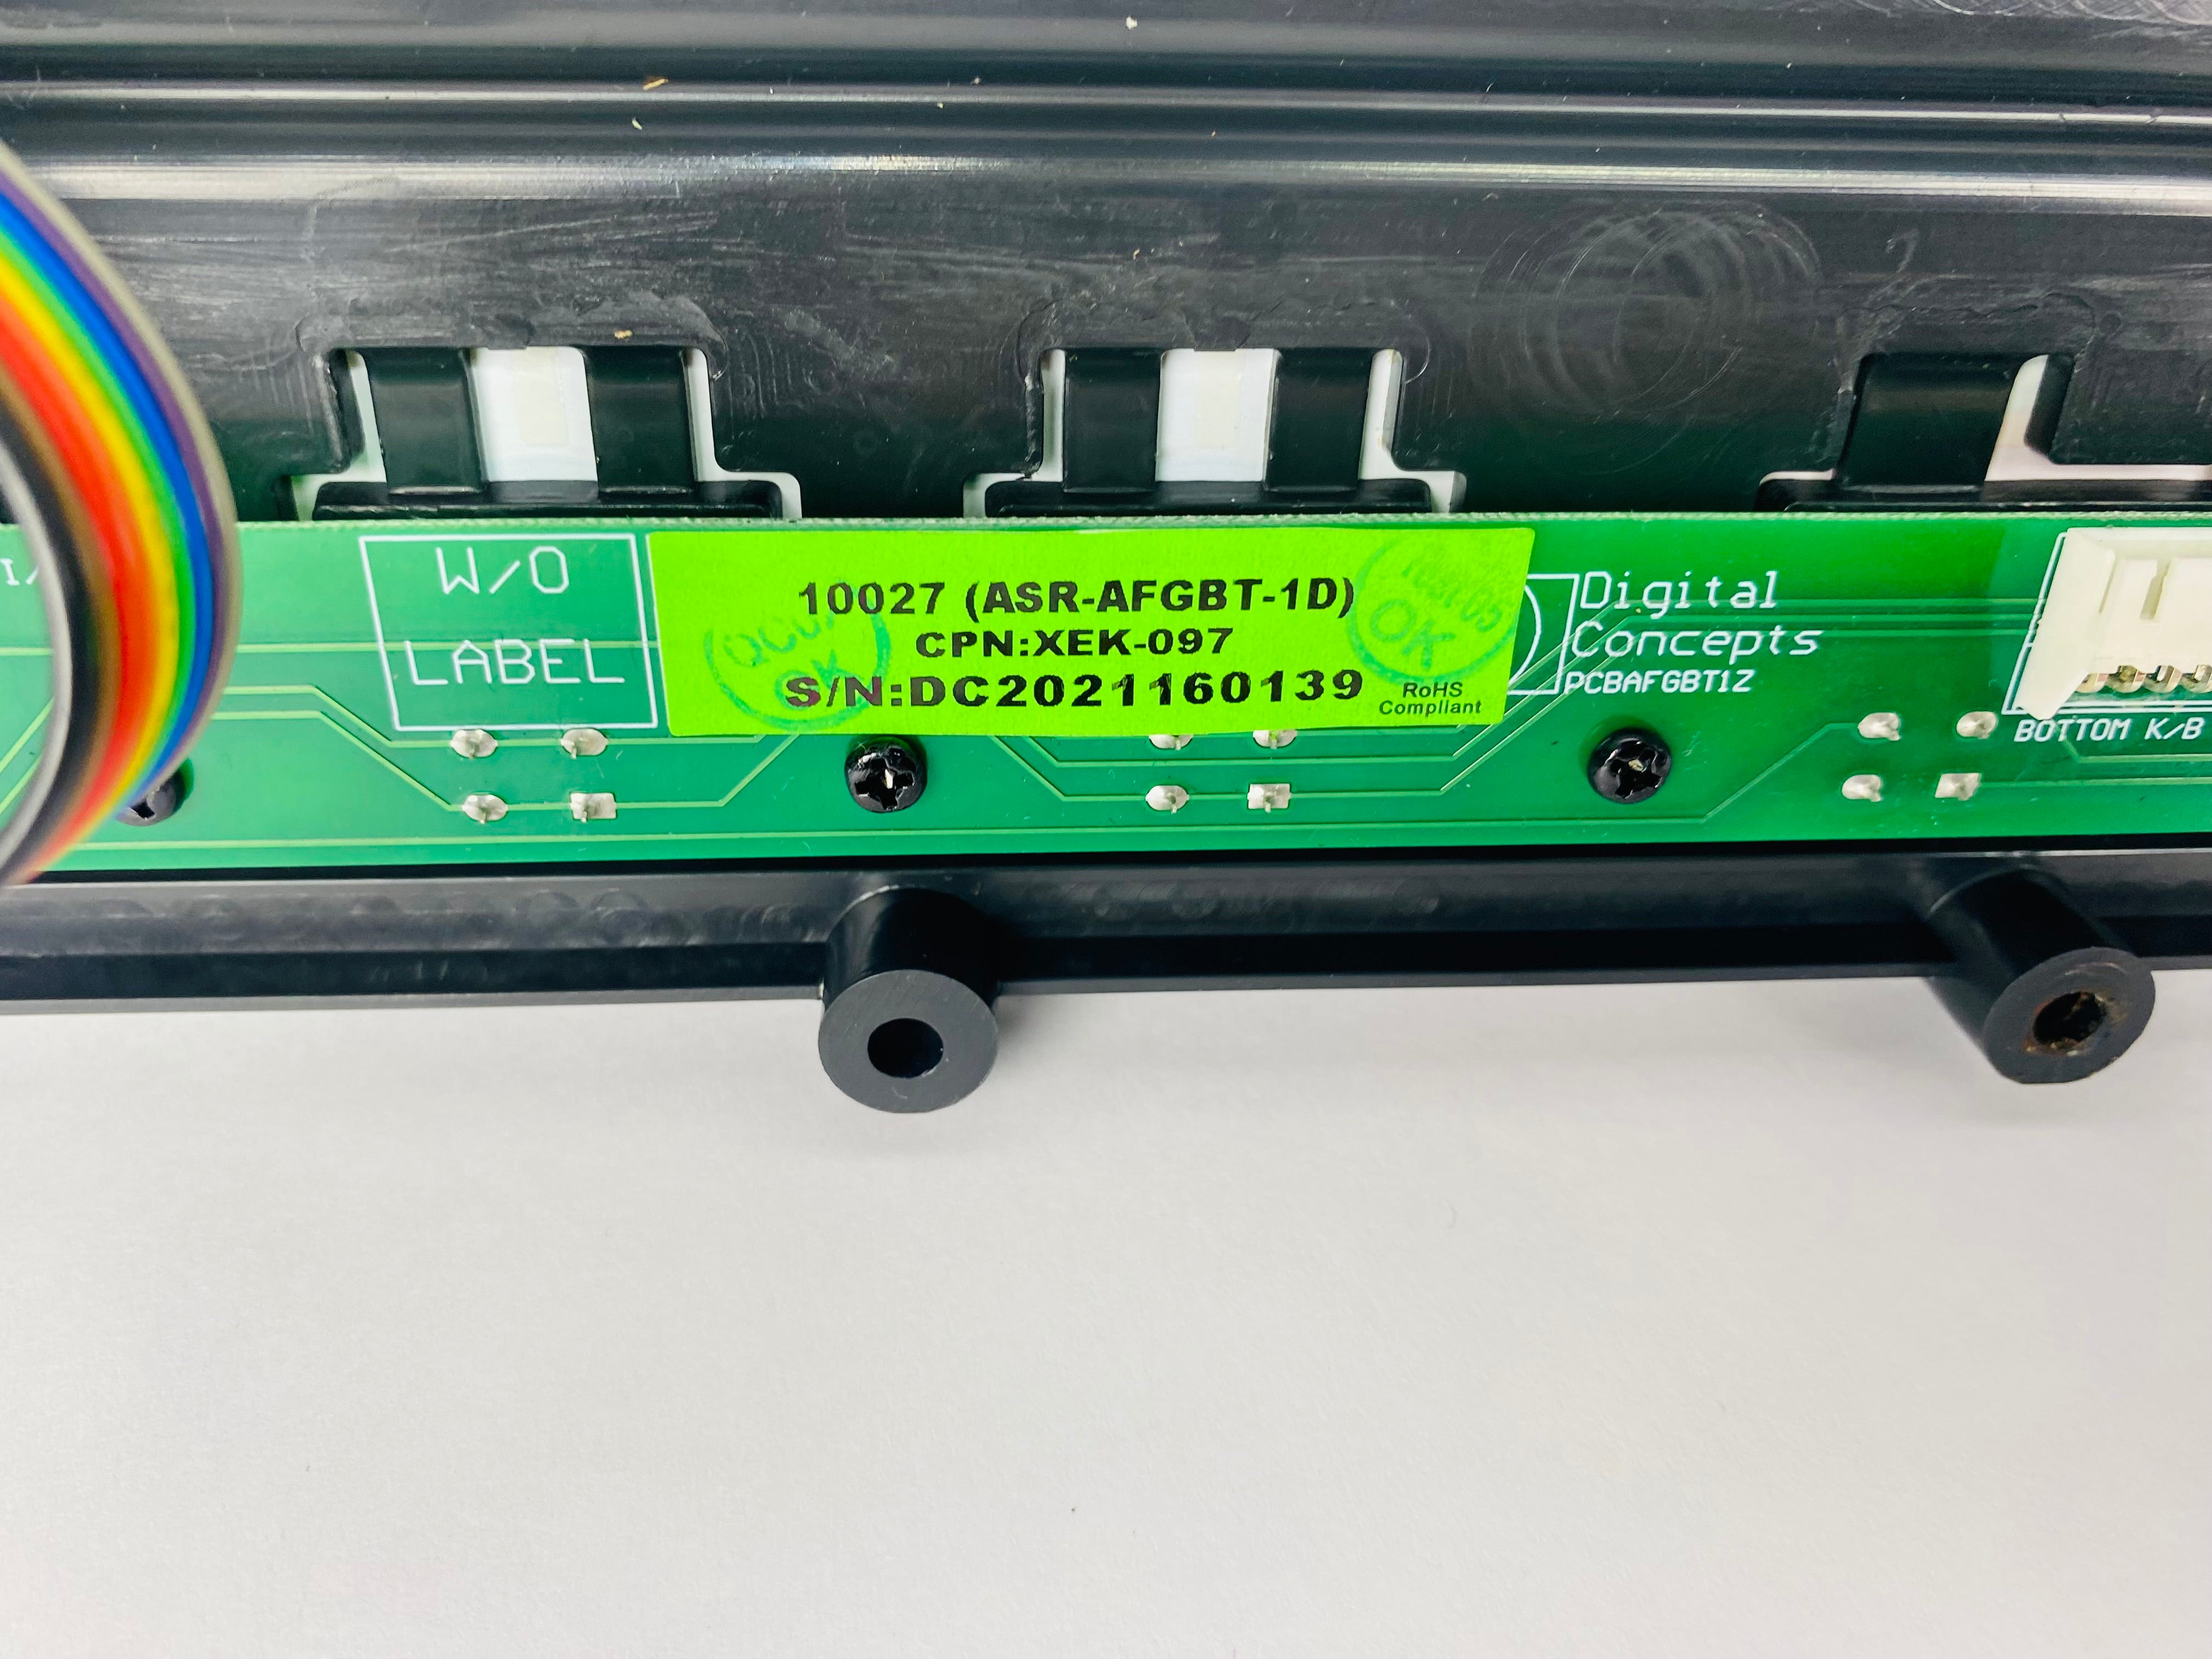 W/O
LABEL
10027 (ASR-AFGBT-1D)
CPN:XEK-097
S/N:DC2021160139
RoHS
Compliant
OK
OK
Digital
Concepts
PCBAFGBT1Z
BOTTOM K/B